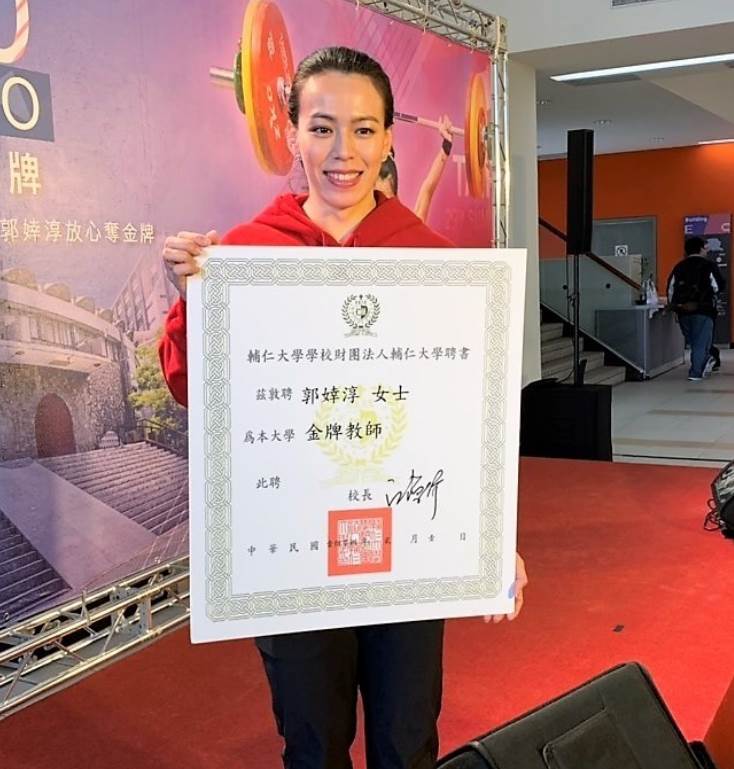 O
牌
郭婞淳放心奪金牌
輔仁大學學校財團法人輔仁大學聘書
茲敦聘 郭婞淳 女士
為本大學 金牌教師
此聘
校長
中華民國 月 日
Building
E